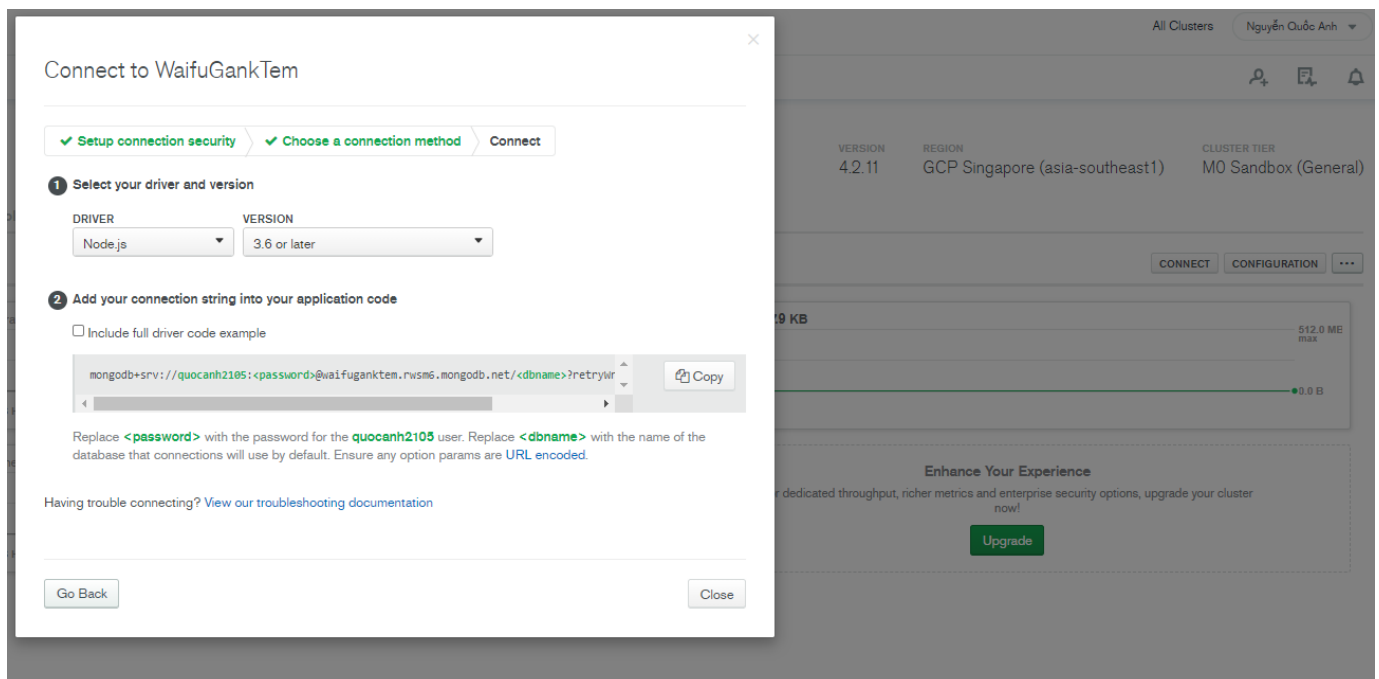 All Clusters
Nguyễn Quốc Anh
Connect to WaifuGankTem
Setup connection security
Choose a connection method
Connect
VERSION
REGION
CLUSTER TIER
4.2.11
GCP Singapore (asia-southeast1)
M0 Sandbox (General)
1 Select your driver and version
DRIVER
VERSION
Node.js
3.6 or later
CONNECT
CONFIGURATION
...
2 Add your connection string into your application code
Include full driver code example
.9 KB
512.0 ME
max
mongodb+srv://quocanh2105:<password>@waifuganktem.rwsm6.mongodb.net/<dbname>?retryWr
Copy
0.0 B
Replace <password> with the password for the quocanh2105 user. Replace <dbname> with the name of the
database that connections will use by default. Ensure any option params are URL encoded.
Enhance Your Experience
r dedicated throughput, richer metrics and enterprise security options, upgrade your cluster
now!
Having trouble connecting? View our troubleshooting documentation
Upgrade
Go Back
Close